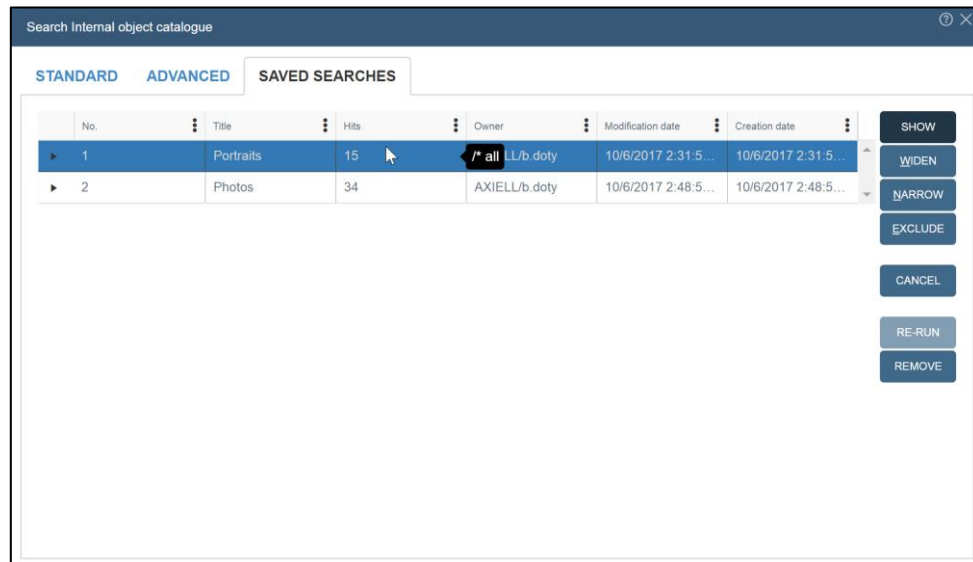 Search Internal object catalogue
STANDARD ADVANCED SAVED SEARCHES
No. Title Hits Owner Modification date Creation date
1 Portraits 15 /* all LL/b.doty 10/6/2017 2:31:5... 10/6/2017 2:31:5...
2 Photos 34 AXIELL/b.doty 10/6/2017 2:48:5... 10/6/2017 2:48:5...
SHOW
WIDEN
NARROW
EXCLUDE
CANCEL
RE-RUN
REMOVE